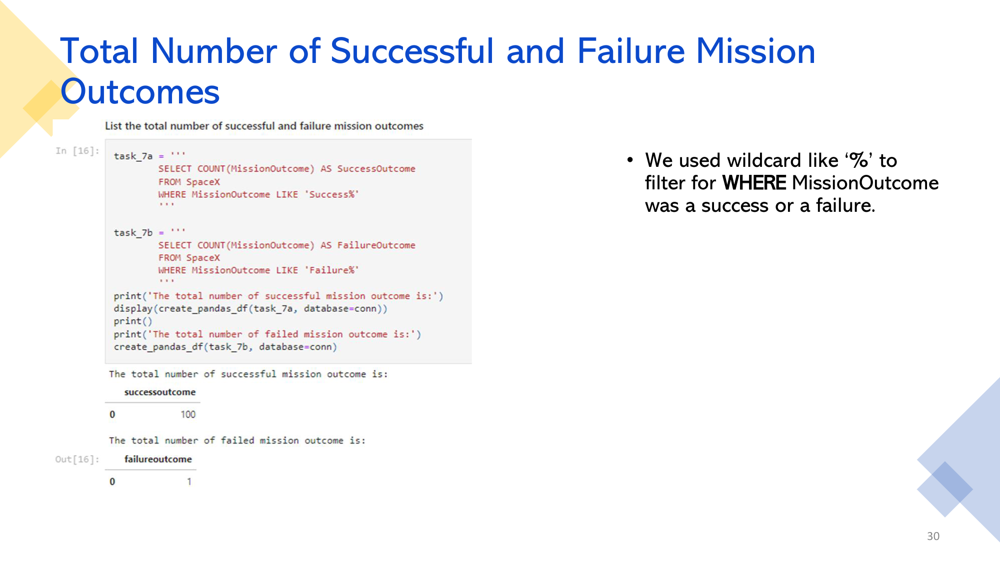 Total Number of Successful and Failure Mission
Outcomes
List the total number of successful and failure mission outcomes
In [16]:
task_7a = '''
SELECT COUNT(MissionOutcome) AS SuccessOutcome
FROM SpaceX
WHERE MissionOutcome LIKE 'Success%'
'''
task_7b = '''
SELECT COUNT(MissionOutcome) AS FailureOutcome
FROM SpaceX
WHERE MissionOutcome LIKE 'Failure%'
'''
print('The total number of successful mission outcome is:')
display(create_pandas_df(task_7a, database=conn))
print()
print('The total number of failed mission outcome is:')
create_pandas_df(task_7b, database=conn)
The total number of successful mission outcome is:
successoutcome
0 100
The total number of failed mission outcome is:
Out[16]:
failureoutcome
0 1
• We used wildcard like ‘%’ to
filter for WHERE MissionOutcome
was a success or a failure.
30